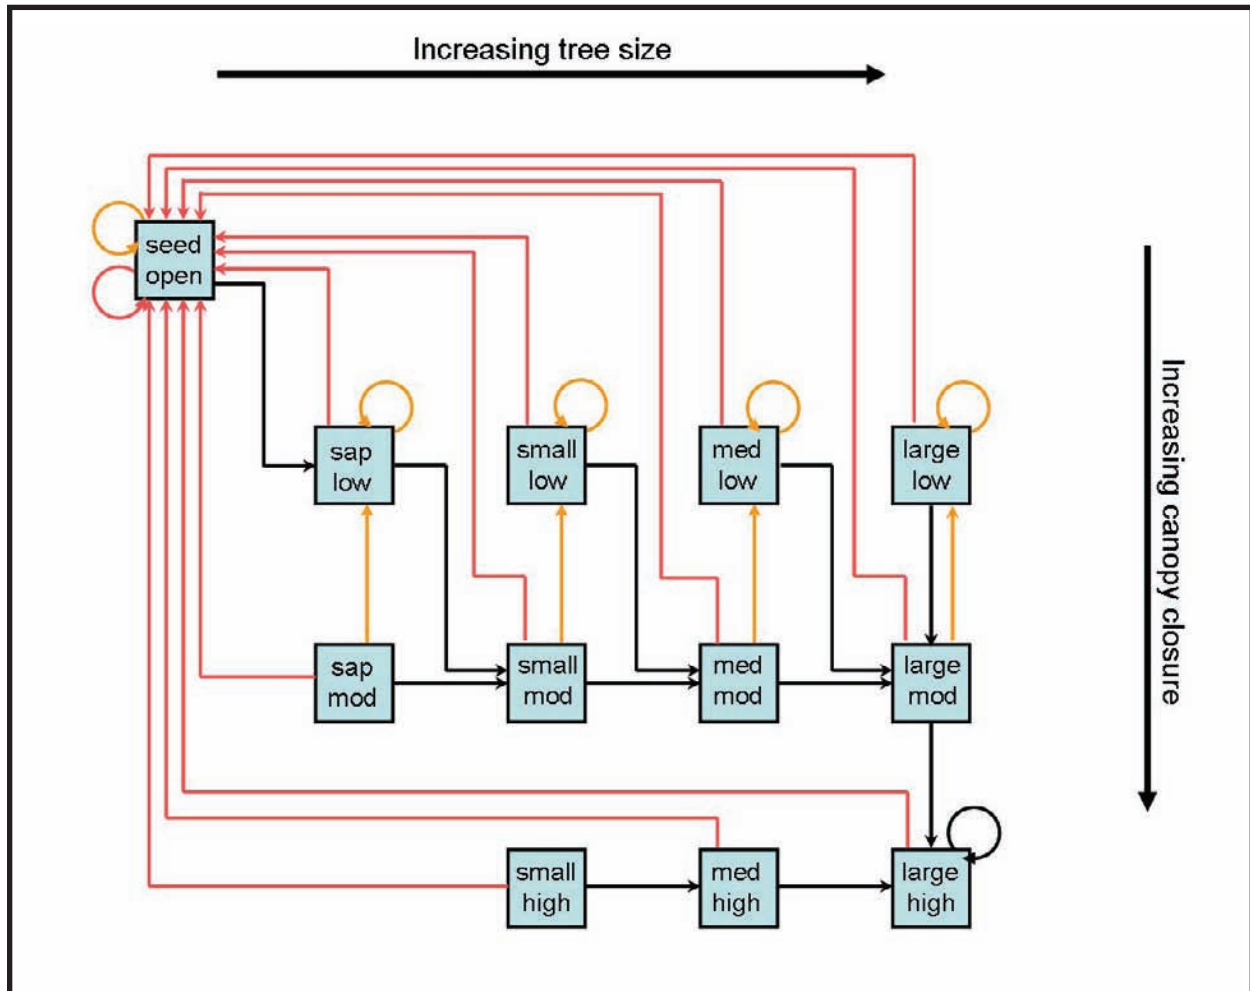 Increasing tree size
seed
open
Increasing canopy closure
sap
low
small
low
med
low
large
low
sap
mod
small
mod
med
mod
large
mod
small
high
med
high
large
high